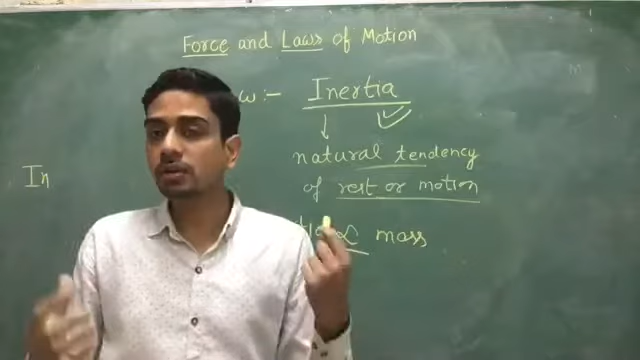 Force and Laws of Motion
:- Inertia
natural tendency
of rest or motion
In
∝ mass